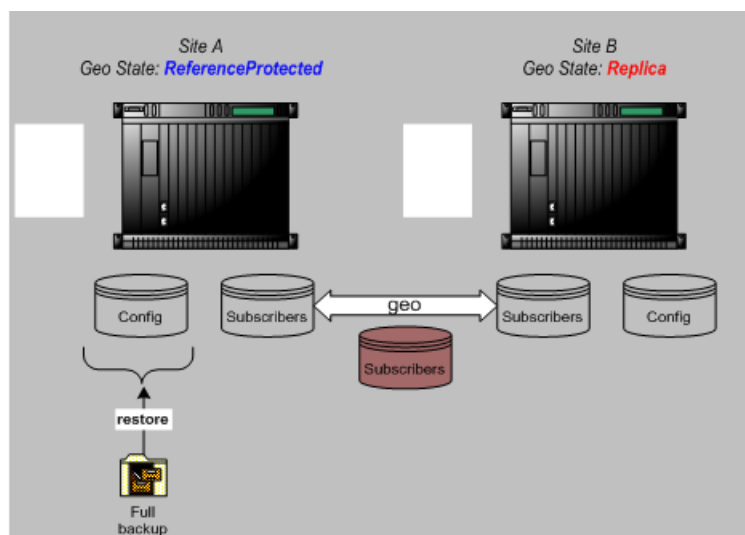 Site A
Geo State: ReferenceProtected
Site B
Geo State: Replica
Config
Subscribers
geo
Subscribers
Config
Subscribers
restore
Full
backup